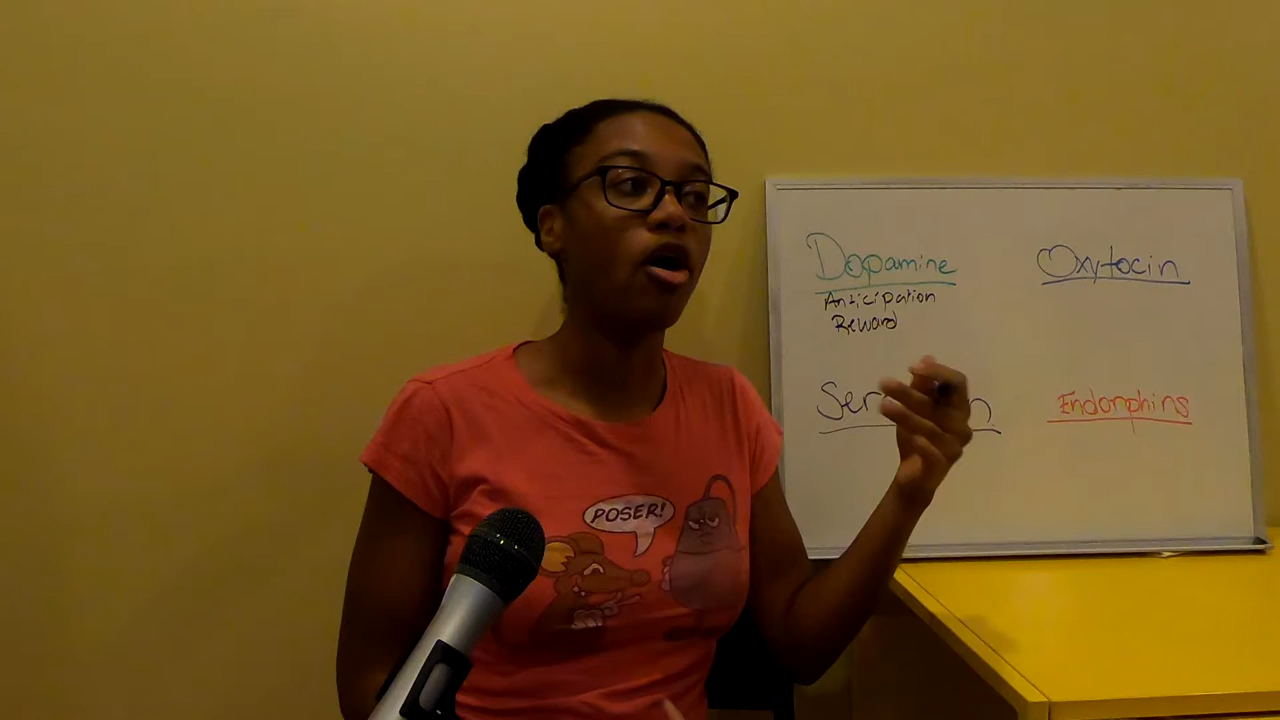 Dopamine
Anticipation
Reward
Oxytocin
Endorphins
POSER!